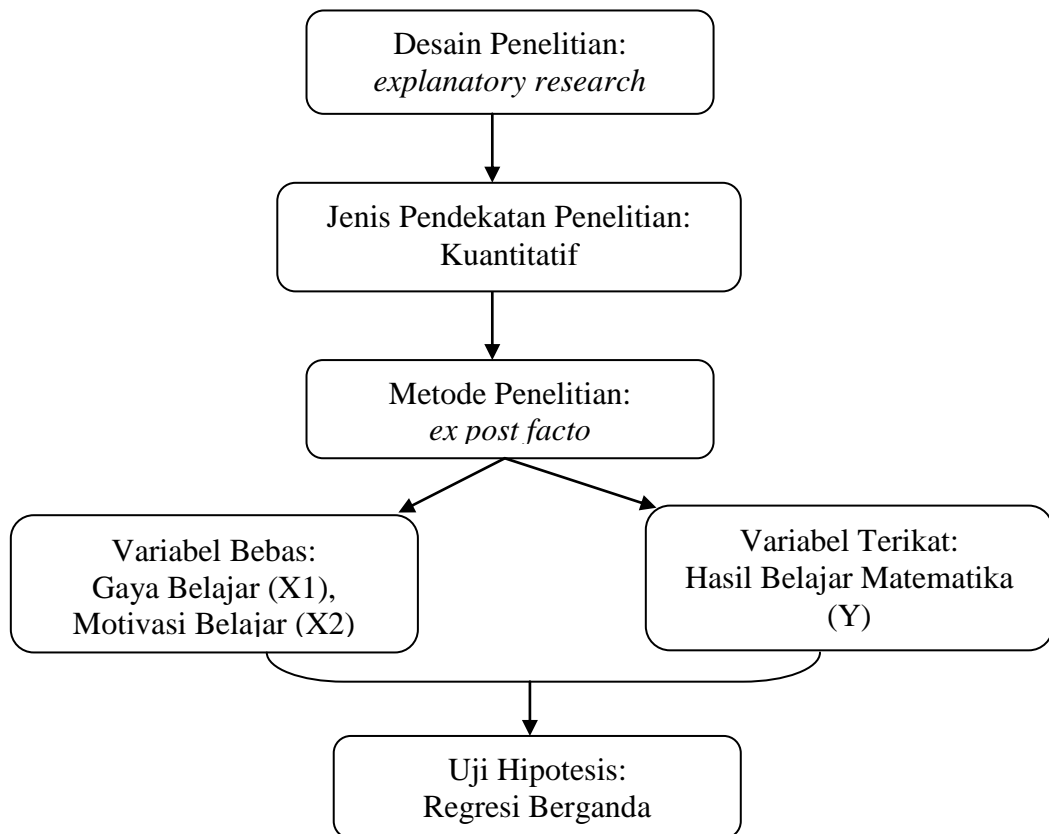 Desain Penelitian:
explanatory research
Jenis Pendekatan Penelitian:
Kuantitatif
Metode Penelitian:
ex post facto
Variabel Bebas:
Gaya Belajar (X1),
Motivasi Belajar (X2)
Variabel Terikat:
Hasil Belajar Matematika
(Y)
Uji Hipotesis:
Regresi Berganda